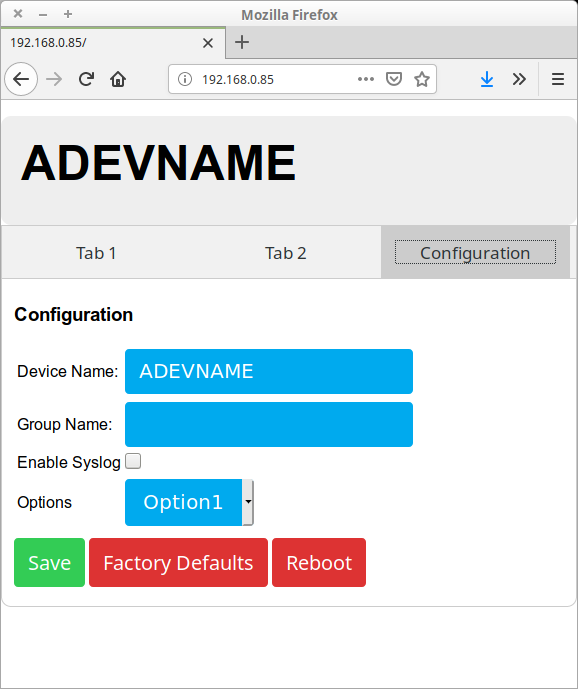 Mozilla Firefox
192.168.0.85/
192.168.0.85
ADEVNAME
Tab 1 Tab 2 Configuration
Configuration
Device Name: ADEVNAME
Group Name:
Enable Syslog
Options Option1
Save Factory Defaults Reboot